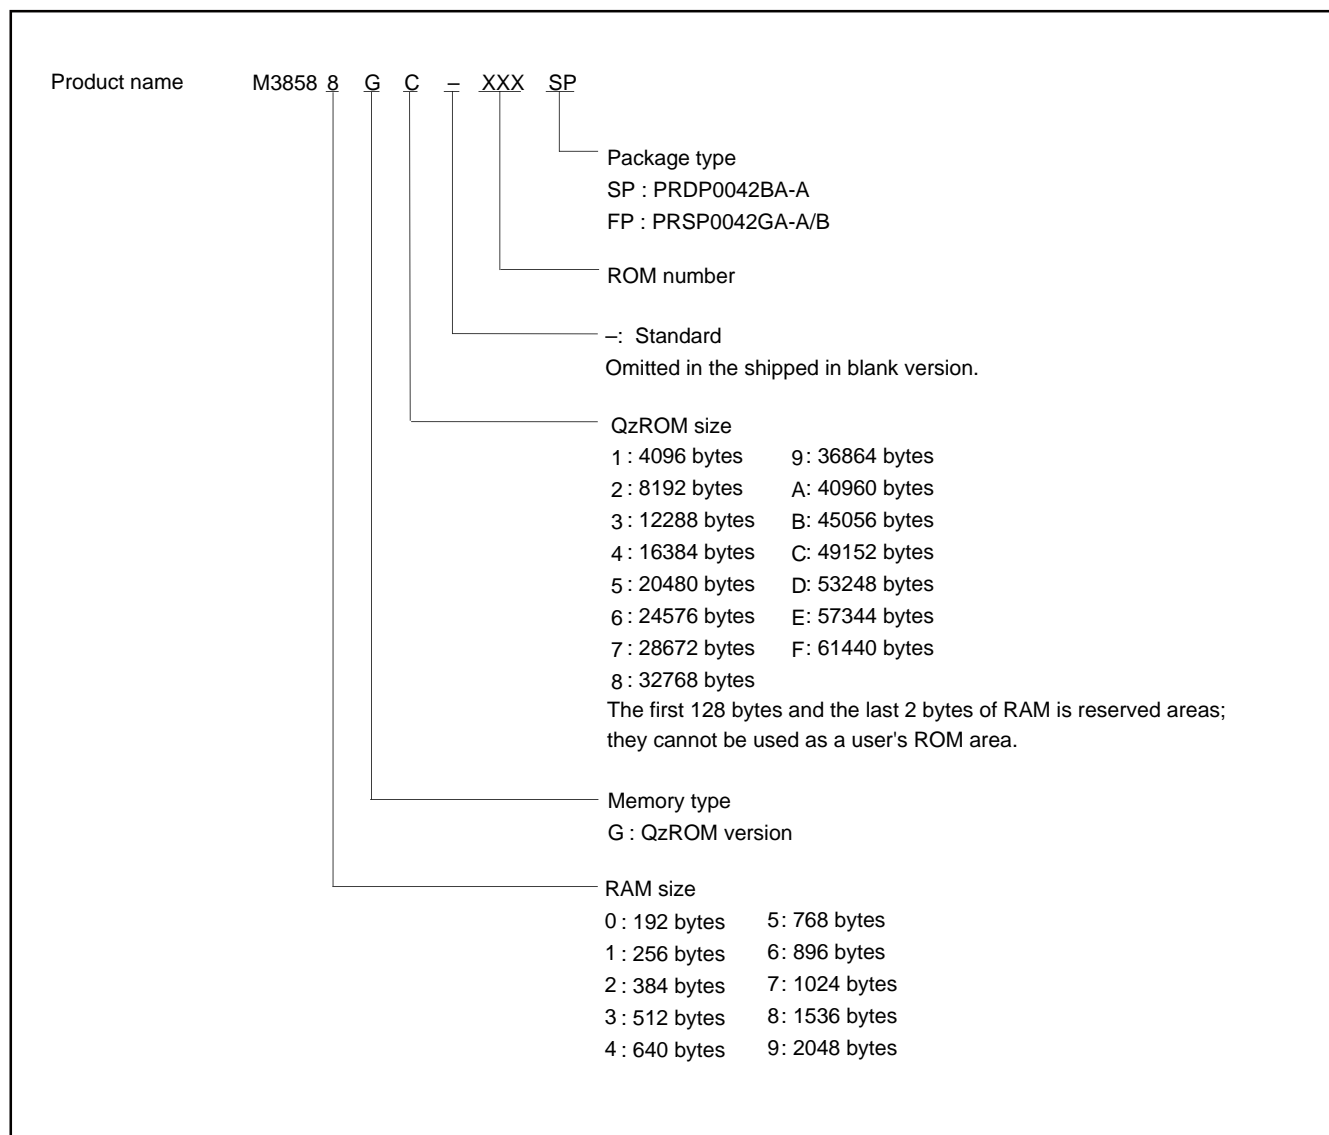 Product name M3858 8 G C – XXX SP
Package type
SP : PRDP0042BA-A
FP : PRSP0042GA-A/B
ROM number
–: Standard
Omitted in the shipped in blank version.
QzROM size
1 : 4096 bytes 9: 36864 bytes
2 : 8192 bytes A: 40960 bytes
3 : 12288 bytes B: 45056 bytes
4 : 16384 bytes C: 49152 bytes
5 : 20480 bytes D: 53248 bytes
6 : 24576 bytes E: 57344 bytes
7 : 28672 bytes F: 61440 bytes
8 : 32768 bytes
The first 128 bytes and the last 2 bytes of RAM is reserved areas;
they cannot be used as a user's ROM area.
Memory type
G : QzROM version
RAM size
0 : 192 bytes 5: 768 bytes
1 : 256 bytes 6: 896 bytes
2 : 384 bytes 7: 1024 bytes
3 : 512 bytes 8: 1536 bytes
4 : 640 bytes 9: 2048 bytes